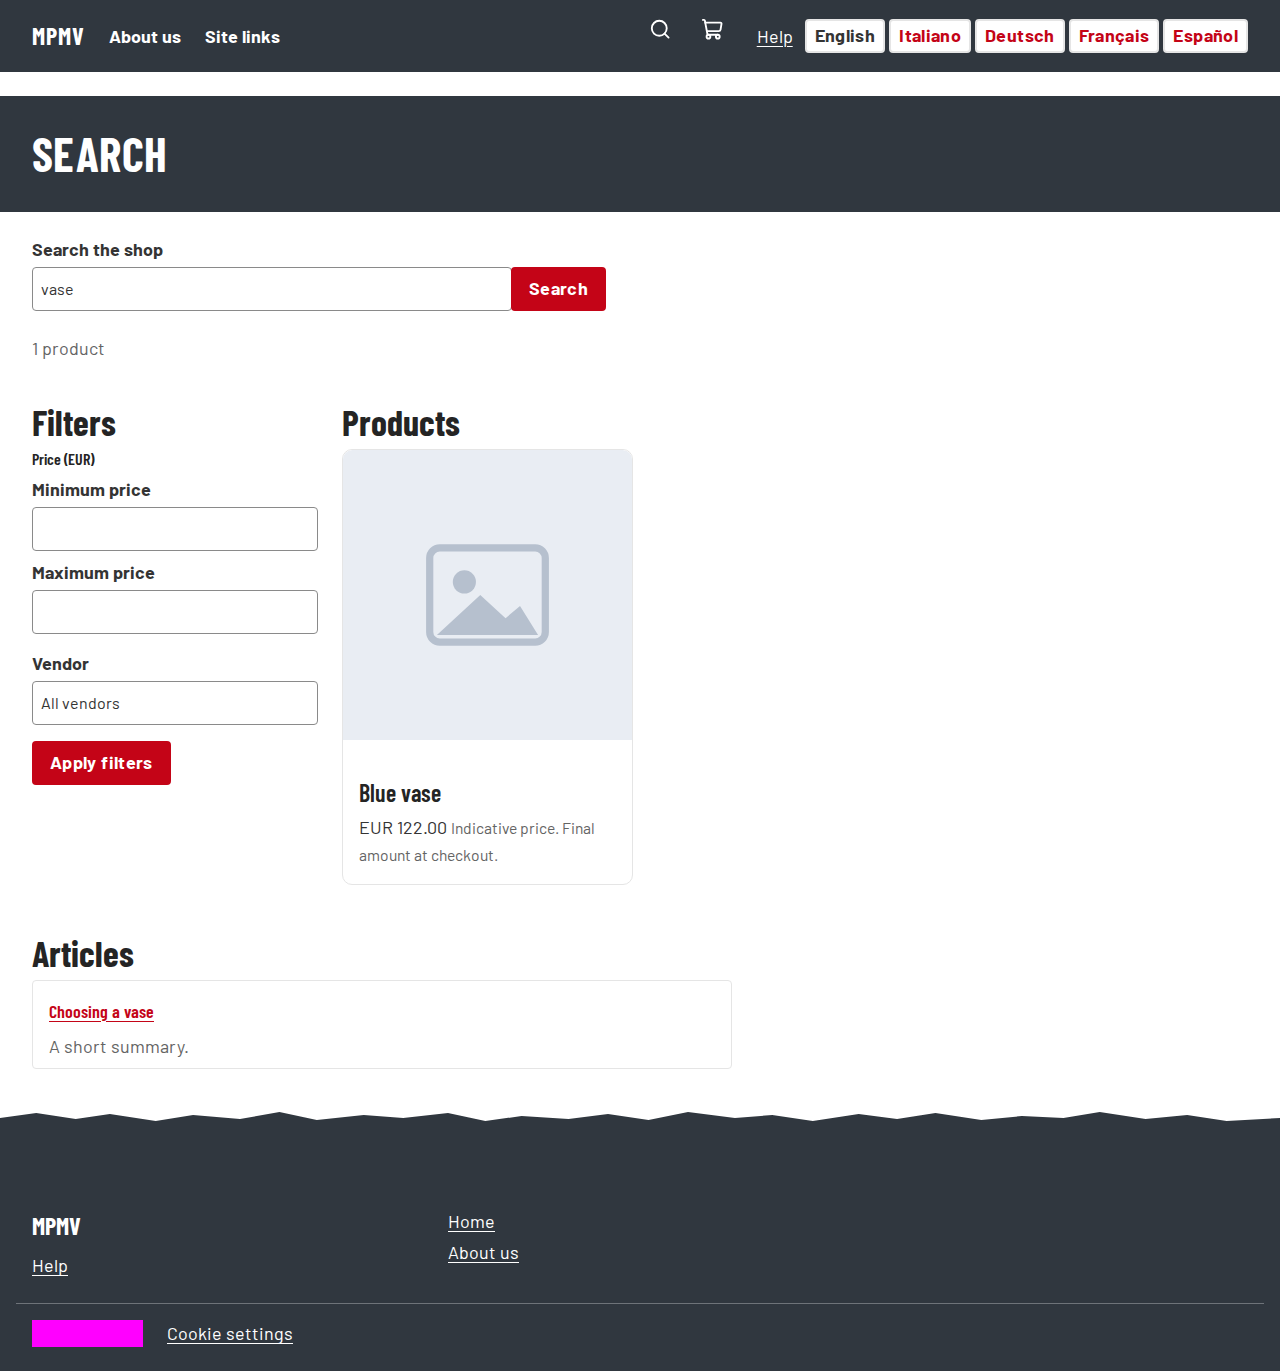 MPMV About us Site links Help English Italiano Deutsch Français Español
SEARCH
Search the shop
vase Search
1 product
Filters
Price (EUR)
Minimum price
Maximum price
Vendor
All vendors
Apply filters
Products
Blue vase
EUR 122.00 Indicative price. Final
amount at checkout.
Articles
Choosing a vase
A short summary.
MPMV
Help
Home
About us
Cookie settings